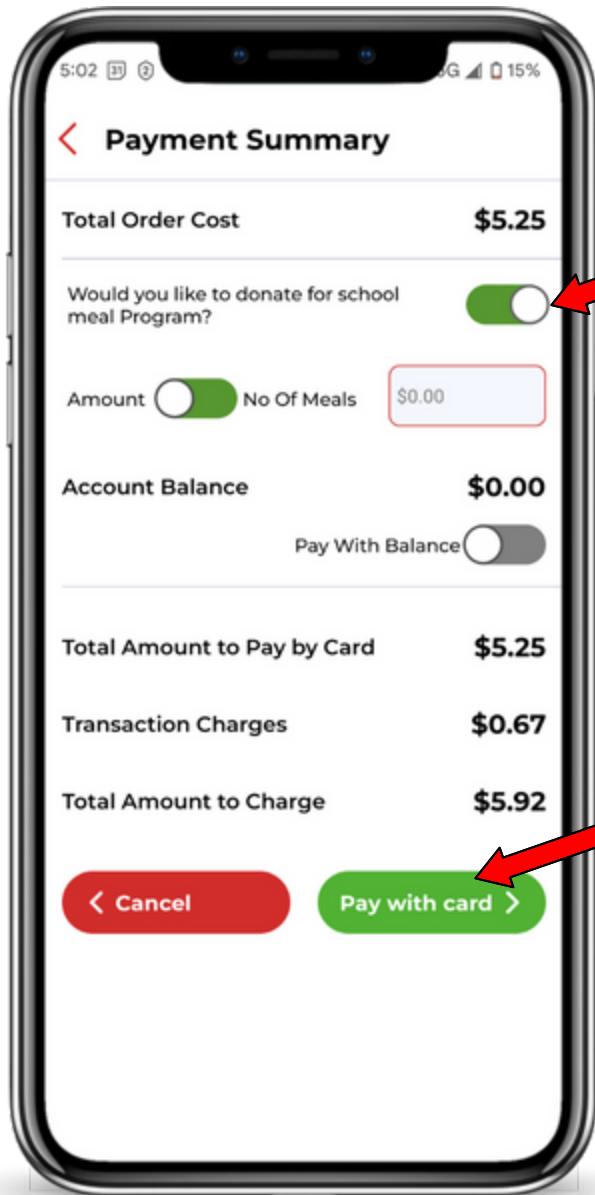 5:02 31 2 G 15%
Payment Summary
Total Order Cost $5.25
Would you like to donate for school
meal Program?
Amount No Of Meals $0.00
Account Balance $0.00
Pay With Balance
Total Amount to Pay by Card $5.25
Transaction Charges $0.67
Total Amount to Charge $5.92
Cancel Pay with card